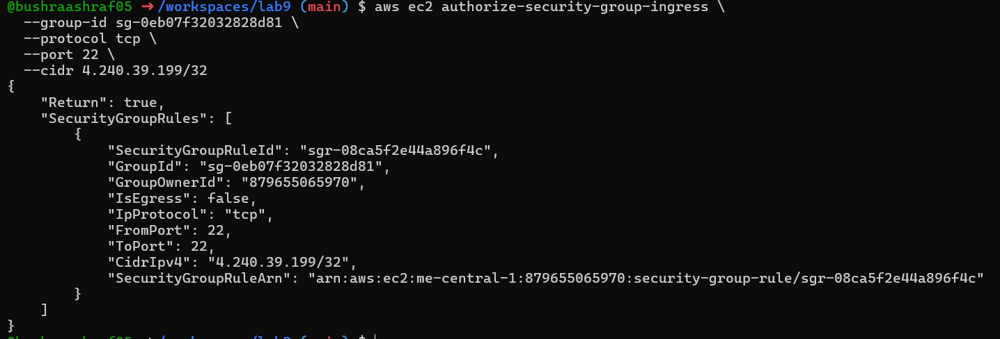 @bushraashraf05 ➜ /workspaces/lab9 (main) $ aws ec2 authorize-security-group-ingress \
  --group-id sg-0eb07f32032828d81 \
  --protocol tcp \
  --port 22 \
  --cidr 4.240.39.199/32
{
    "Return": true,
    "SecurityGroupRules": [
        {
            "SecurityGroupRuleId": "sgr-08ca5f2e44a896f4c",
            "GroupId": "sg-0eb07f32032828d81",
            "GroupOwnerId": "879655065970",
            "IsEgress": false,
            "IpProtocol": "tcp",
            "FromPort": 22,
            "ToPort": 22,
            "CidrIpv4": "4.240.39.199/32",
            "SecurityGroupRuleArn": "arn:aws:ec2:me-central-1:879655065970:security-group-rule/sgr-08ca5f2e44a896f4c"
        }
    ]
}